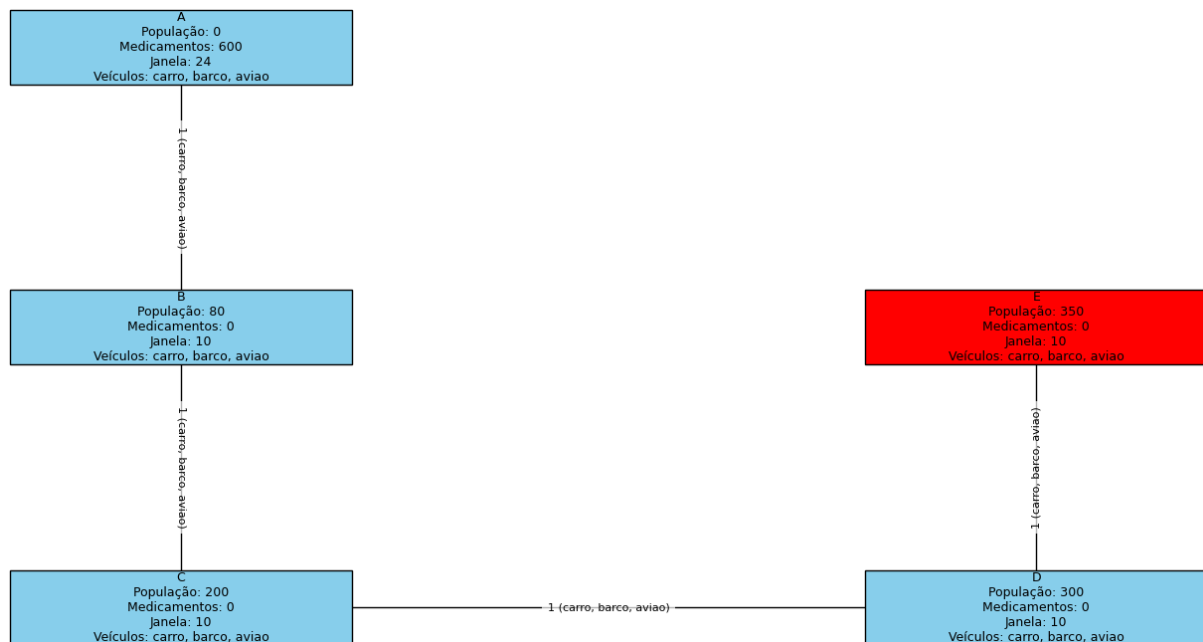 A
População: 0
Medicamentos: 600
Janela: 24
Veículos: carro, barco, aviao
1 (carro, barco, aviao)
B
População: 80
Medicamentos: 0
Janela: 10
Veículos: carro, barco, aviao
E
População: 350
Medicamentos: 0
Janela: 10
Veículos: carro, barco, aviao
1 (carro, barco, aviao)
1 (carro, barco, aviao)
C
População: 200
Medicamentos: 0
Janela: 10
Veículos: carro, barco, aviao
1 (carro, barco, aviao)
D
População: 300
Medicamentos: 0
Janela: 10
Veículos: carro, barco, aviao